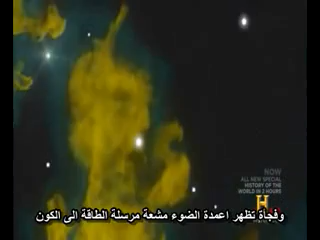 NOW
ALL NEW SPECIAL
HISTORY OF THE
WORLD IN 2 HOURS
H
وفجأة تظهر اعمدة الضوء مشعة مرسلة الطاقة الى الكون